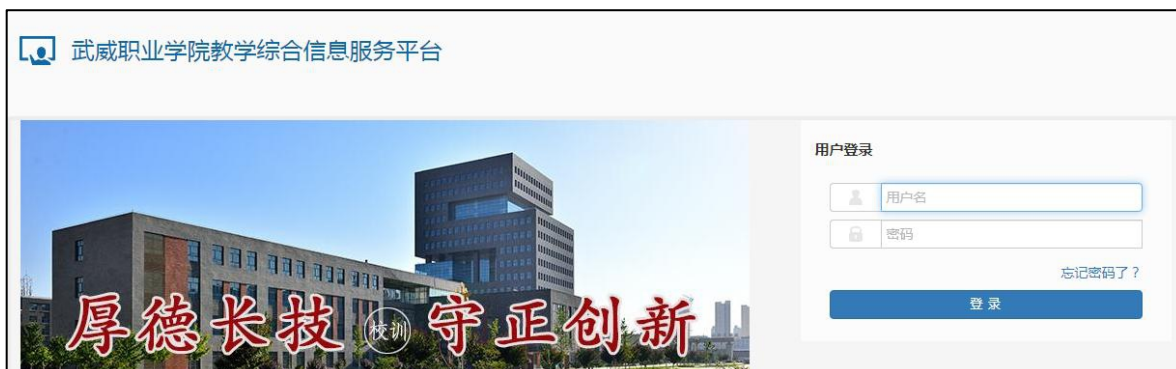 武威职业学院教学综合信息服务平台
用户登录
用户名
密码
忘记密码了？
登 录
厚德长技 校训 守正创新